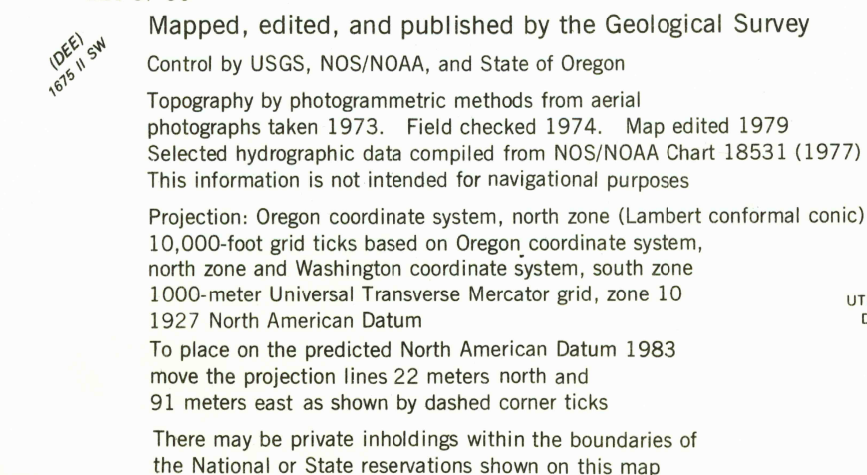 (DEE)
1675 II SW
Mapped, edited, and published by the Geological Survey
Control by USGS, NOS/NOAA, and State of Oregon
Topography by photogrammetric methods from aerial
photographs taken 1973. Field checked 1974. Map edited 1979
Selected hydrographic data compiled from NOS/NOAA Chart 18531 (1977)
This information is not intended for navigational purposes
Projection: Oregon coordinate system, north zone (Lambert conformal conic)
10,000-foot grid ticks based on Oregon coordinate system,
north zone and Washington coordinate system, south zone
1000-meter Universal Transverse Mercator grid, zone 10
1927 North American Datum
To place on the predicted North American Datum 1983
move the projection lines 22 meters north and
91 meters east as shown by dashed corner ticks
There may be private inholdings within the boundaries of
the National or State reservations shown on this map
UT